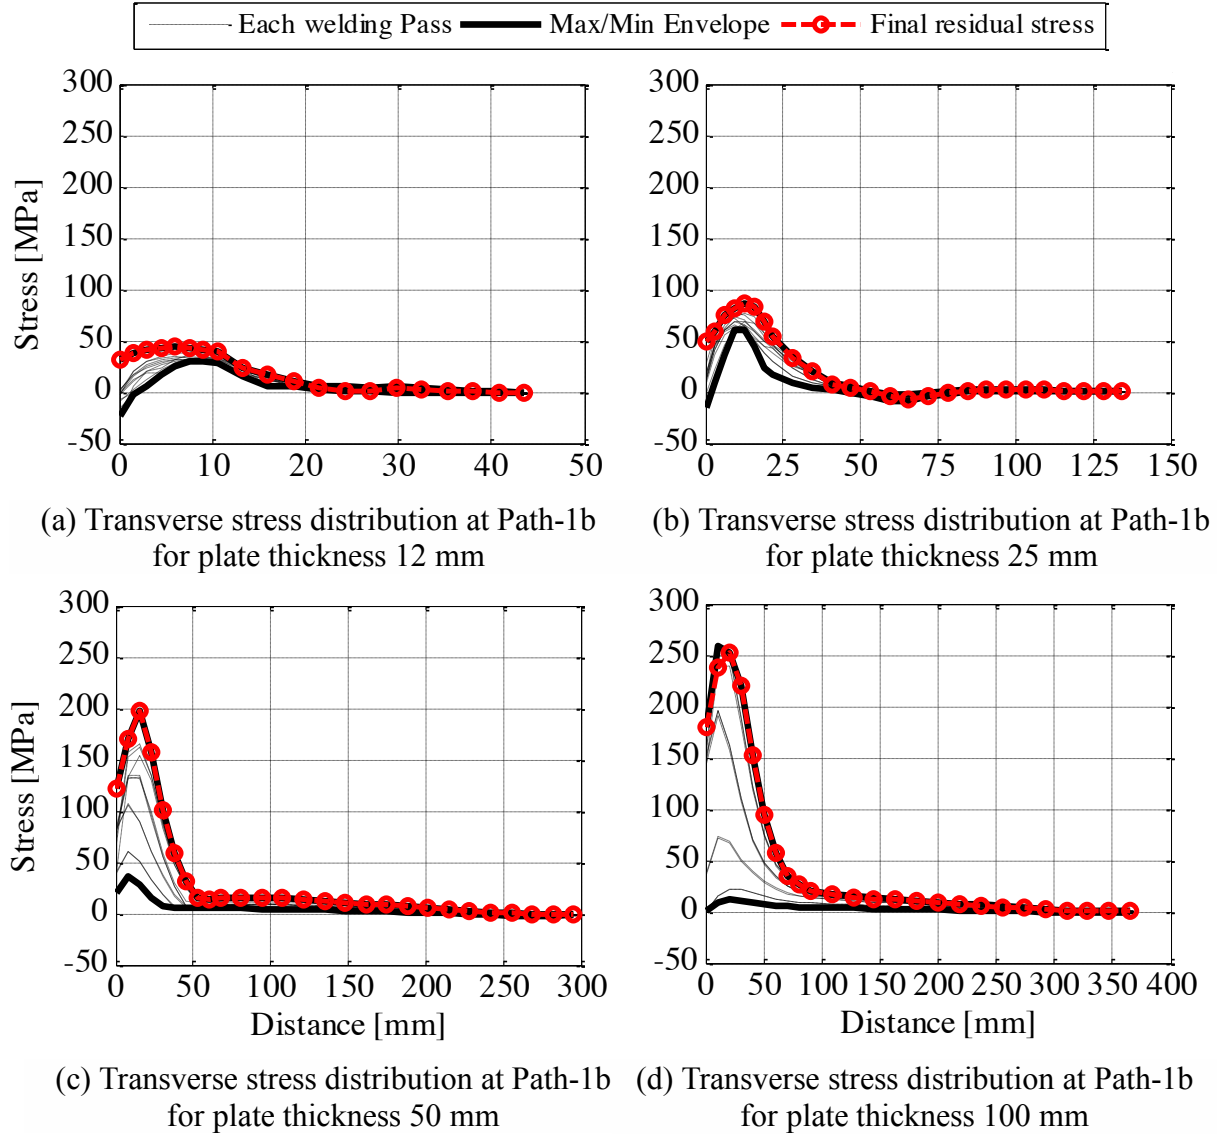 Each welding Pass Max/Min Envelope Final residual stress
300
250
200
150
100
50
0
-50
Stress [MPa]
0 10 20 30 40 50
300
250
200
150
100
50
0
-50
0 25 50 75 100 125 150
(a) Transverse stress distribution at Path-1b
for plate thickness 12 mm
(b) Transverse stress distribution at Path-1b
for plate thickness 25 mm
300
250
200
150
100
50
0
-50
Stress [MPa]
0 50 100 150 200 250 300
Distance [mm]
300
250
200
150
100
50
0
-50
0 50 100 150 200 250 300 350 400
Distance [mm]
(c) Transverse stress distribution at Path-1b
for plate thickness 50 mm
(d) Transverse stress distribution at Path-1b
for plate thickness 100 mm